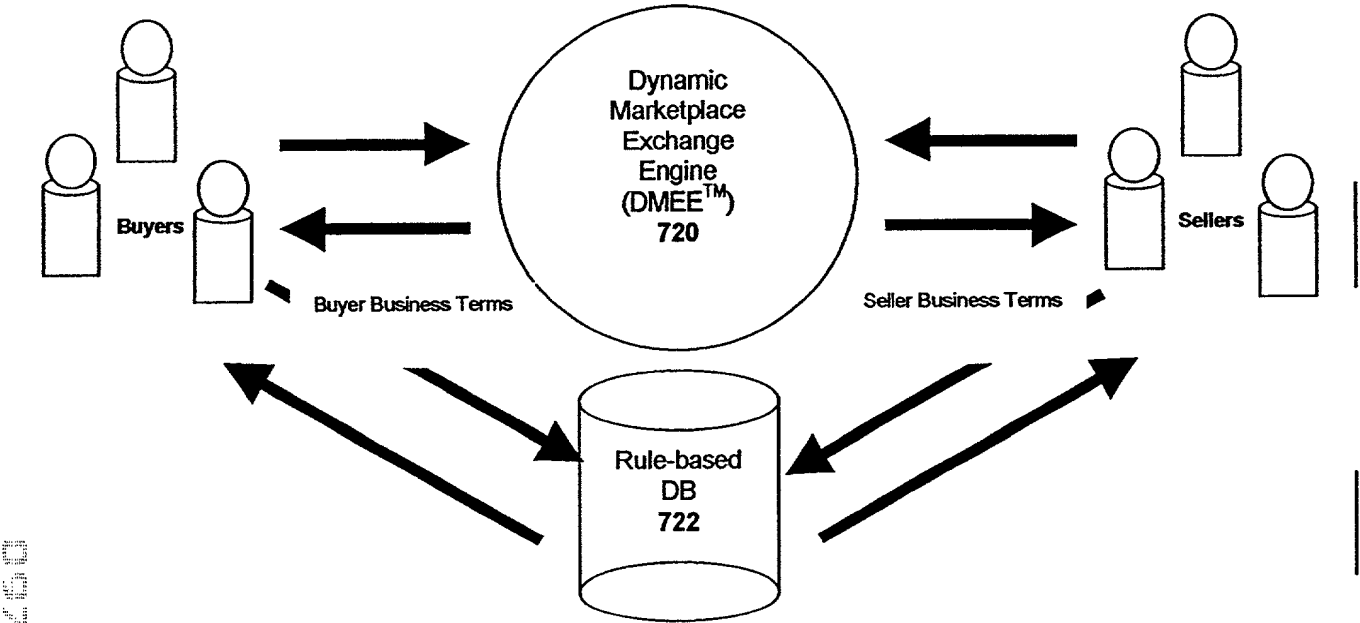 Dynamic
Marketplace
Exchange
Engine
(DMEE™)
720
Buyers
Sellers
Buyer Business Terms
Seller Business Terms
Rule-based
DB
722